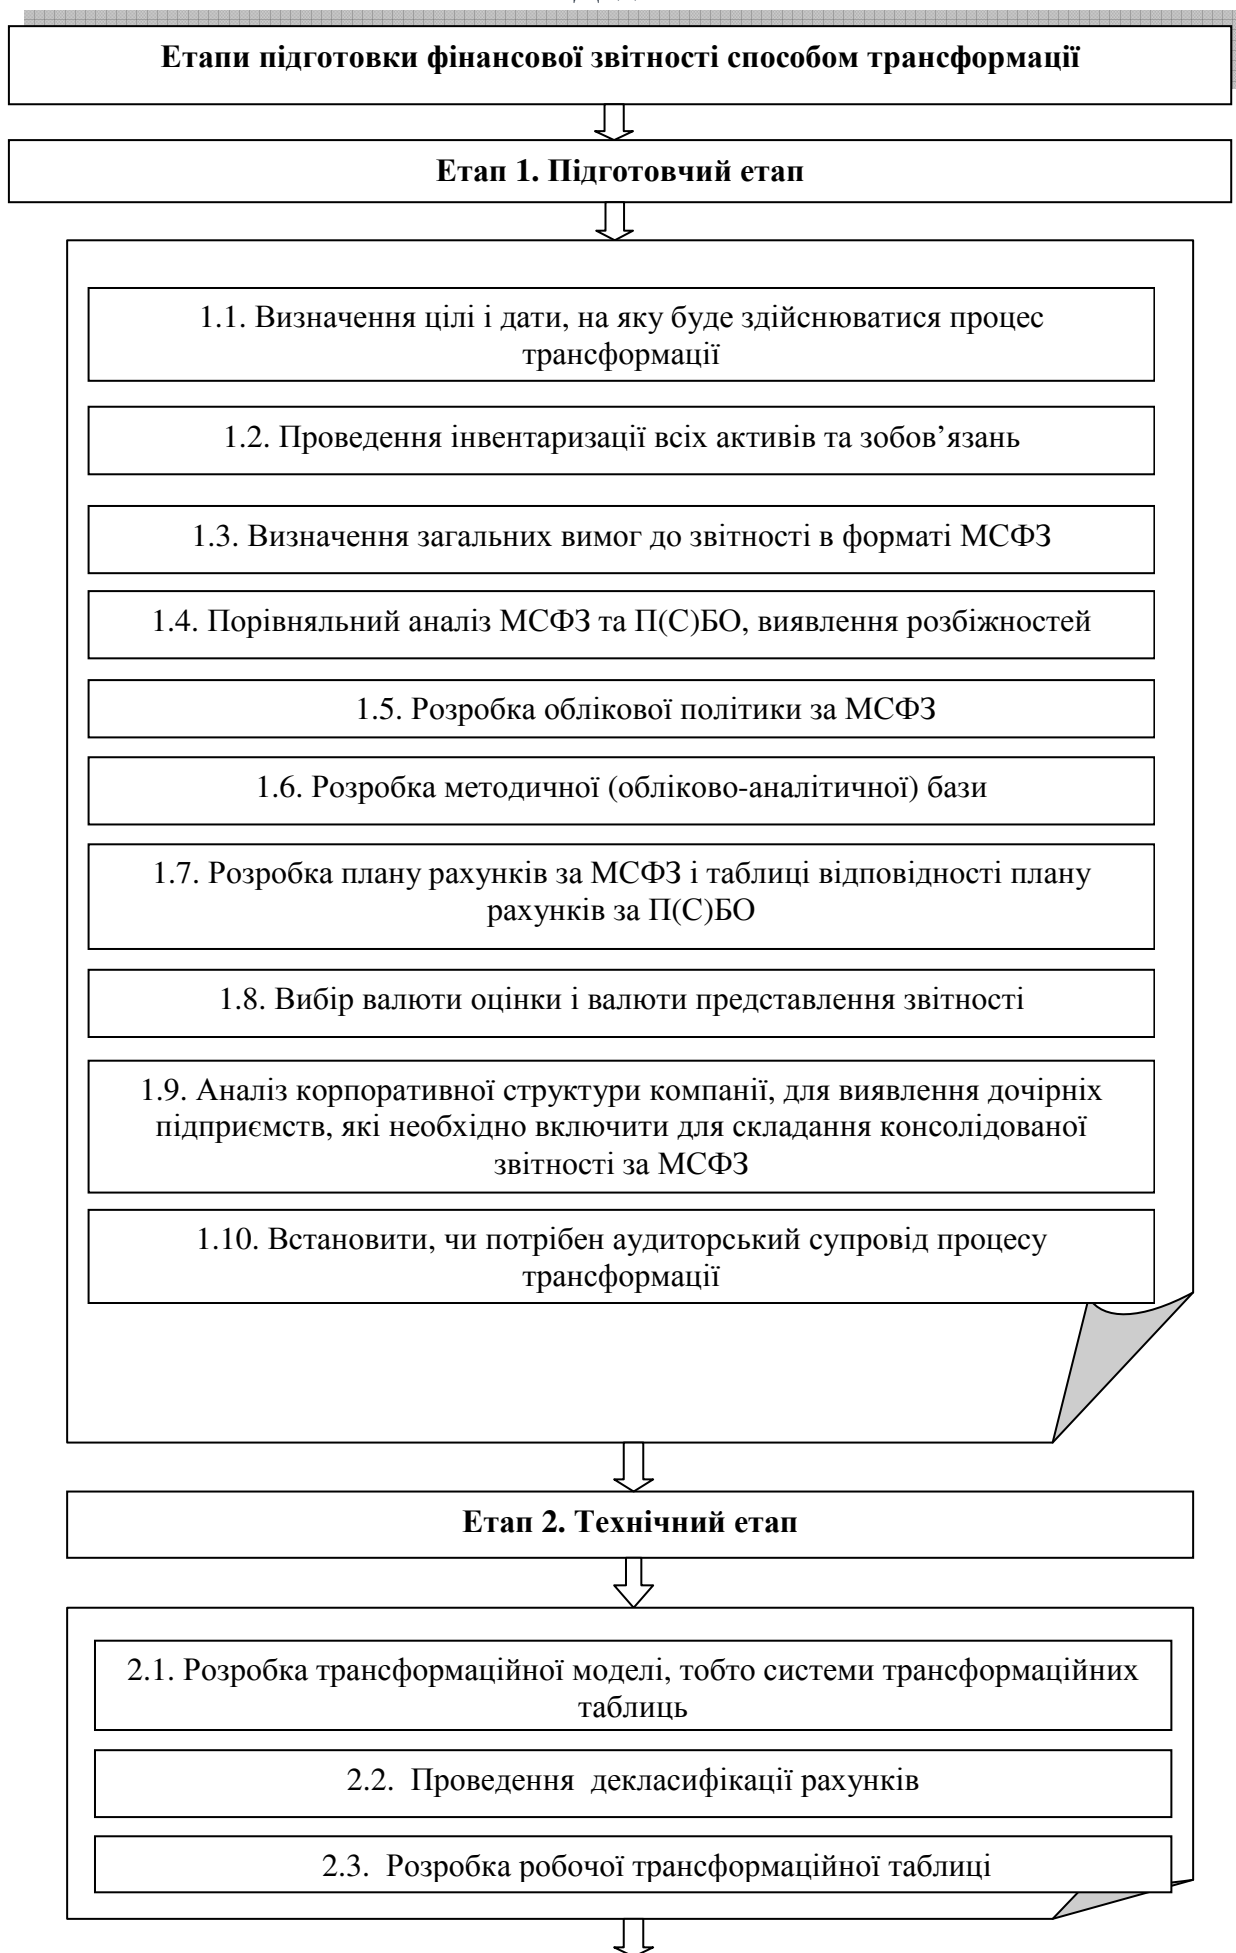 Етапи підготовки фінансової звітності способом трансформації
Етап 1. Підготовчий етап
1.1. Визначення цілі і дати, на яку буде здійснюватися процес
трансформації
1.2. Проведення інвентаризації всіх активів та зобов’язань
1.3. Визначення загальних вимог до звітності в форматі МСФЗ
1.4. Порівняльний аналіз МСФЗ та П(С)БО, виявлення розбіжностей
1.5. Розробка облікової політики за МСФЗ
1.6. Розробка методичної (обліково-аналітичної) бази
1.7. Розробка плану рахунків за МСФЗ і таблиці відповідності плану
рахунків за П(С)БО
1.8. Вибір валюти оцінки і валюти представлення звітності
1.9. Аналіз корпоративної структури компанії, для виявлення дочірніх
підприємств, які необхідно включити для складання консолідованої
звітності за МСФЗ
1.10. Встановити, чи потрібен аудиторський супровід процесу
трансформації
Етап 2. Технічний етап
2.1. Розробка трансформаційної моделі, тобто системи трансформаційних
таблиць
2.2. Проведення декласифікації рахунків
2.3. Розробка робочої трансформаційної таблиці